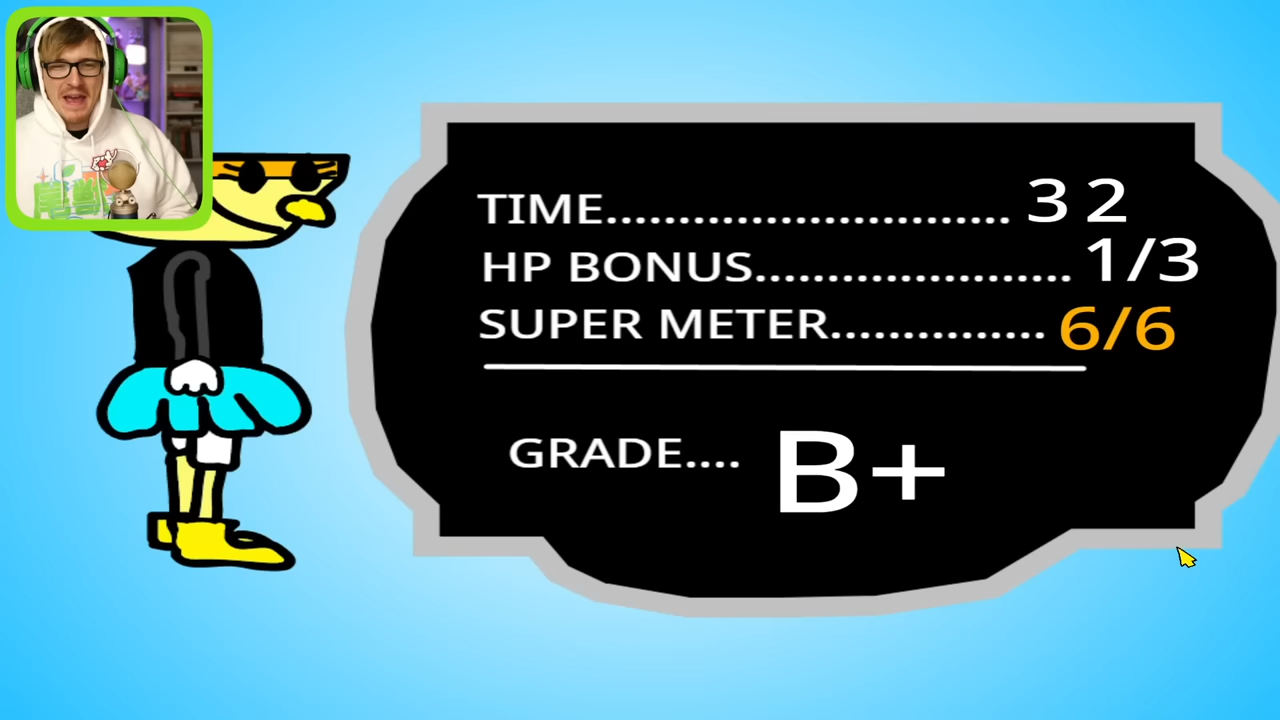 TIME............................ 3 2
HP BONUS...................... 1/3
SUPER METER............... 6/6
GRADE.... B+